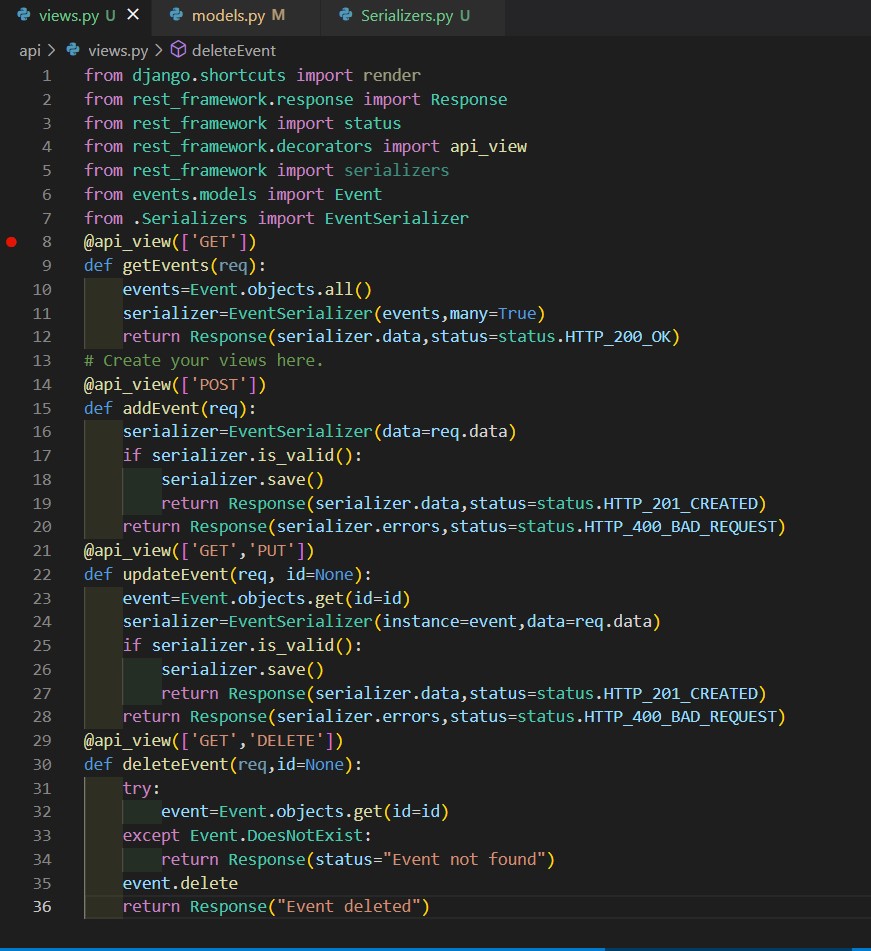 views.py U × models.py M Serializers.py U
api > views.py > deleteEvent
1 from django.shortcuts import render
2 from rest_framework.response import Response
3 from rest_framework import status
4 from rest_framework.decorators import api_view
5 from rest_framework import serializers
6 from events.models import Event
7 from .Serializers import EventSerializer
8 @api_view(['GET'])
9 def getEvents(req):
10     events=Event.objects.all()
11     serializer=EventSerializer(events,many=True)
12     return Response(serializer.data,status=status.HTTP_200_OK)
13 # Create your views here.
14 @api_view(['POST'])
15 def addEvent(req):
16     serializer=EventSerializer(data=req.data)
17     if serializer.is_valid():
18         serializer.save()
19         return Response(serializer.data,status=status.HTTP_201_CREATED)
20     return Response(serializer.errors,status=status.HTTP_400_BAD_REQUEST)
21 @api_view(['GET','PUT'])
22 def updateEvent(req, id=None):
23     event=Event.objects.get(id=id)
24     serializer=EventSerializer(instance=event,data=req.data)
25     if serializer.is_valid():
26         serializer.save()
27         return Response(serializer.data,status=status.HTTP_201_CREATED)
28     return Response(serializer.errors,status=status.HTTP_400_BAD_REQUEST)
29 @api_view(['GET','DELETE'])
30 def deleteEvent(req,id=None):
31     try:
32         event=Event.objects.get(id=id)
33     except Event.DoesNotExist:
34         return Response(status="Event not found")
35     event.delete
36     return Response("Event deleted")